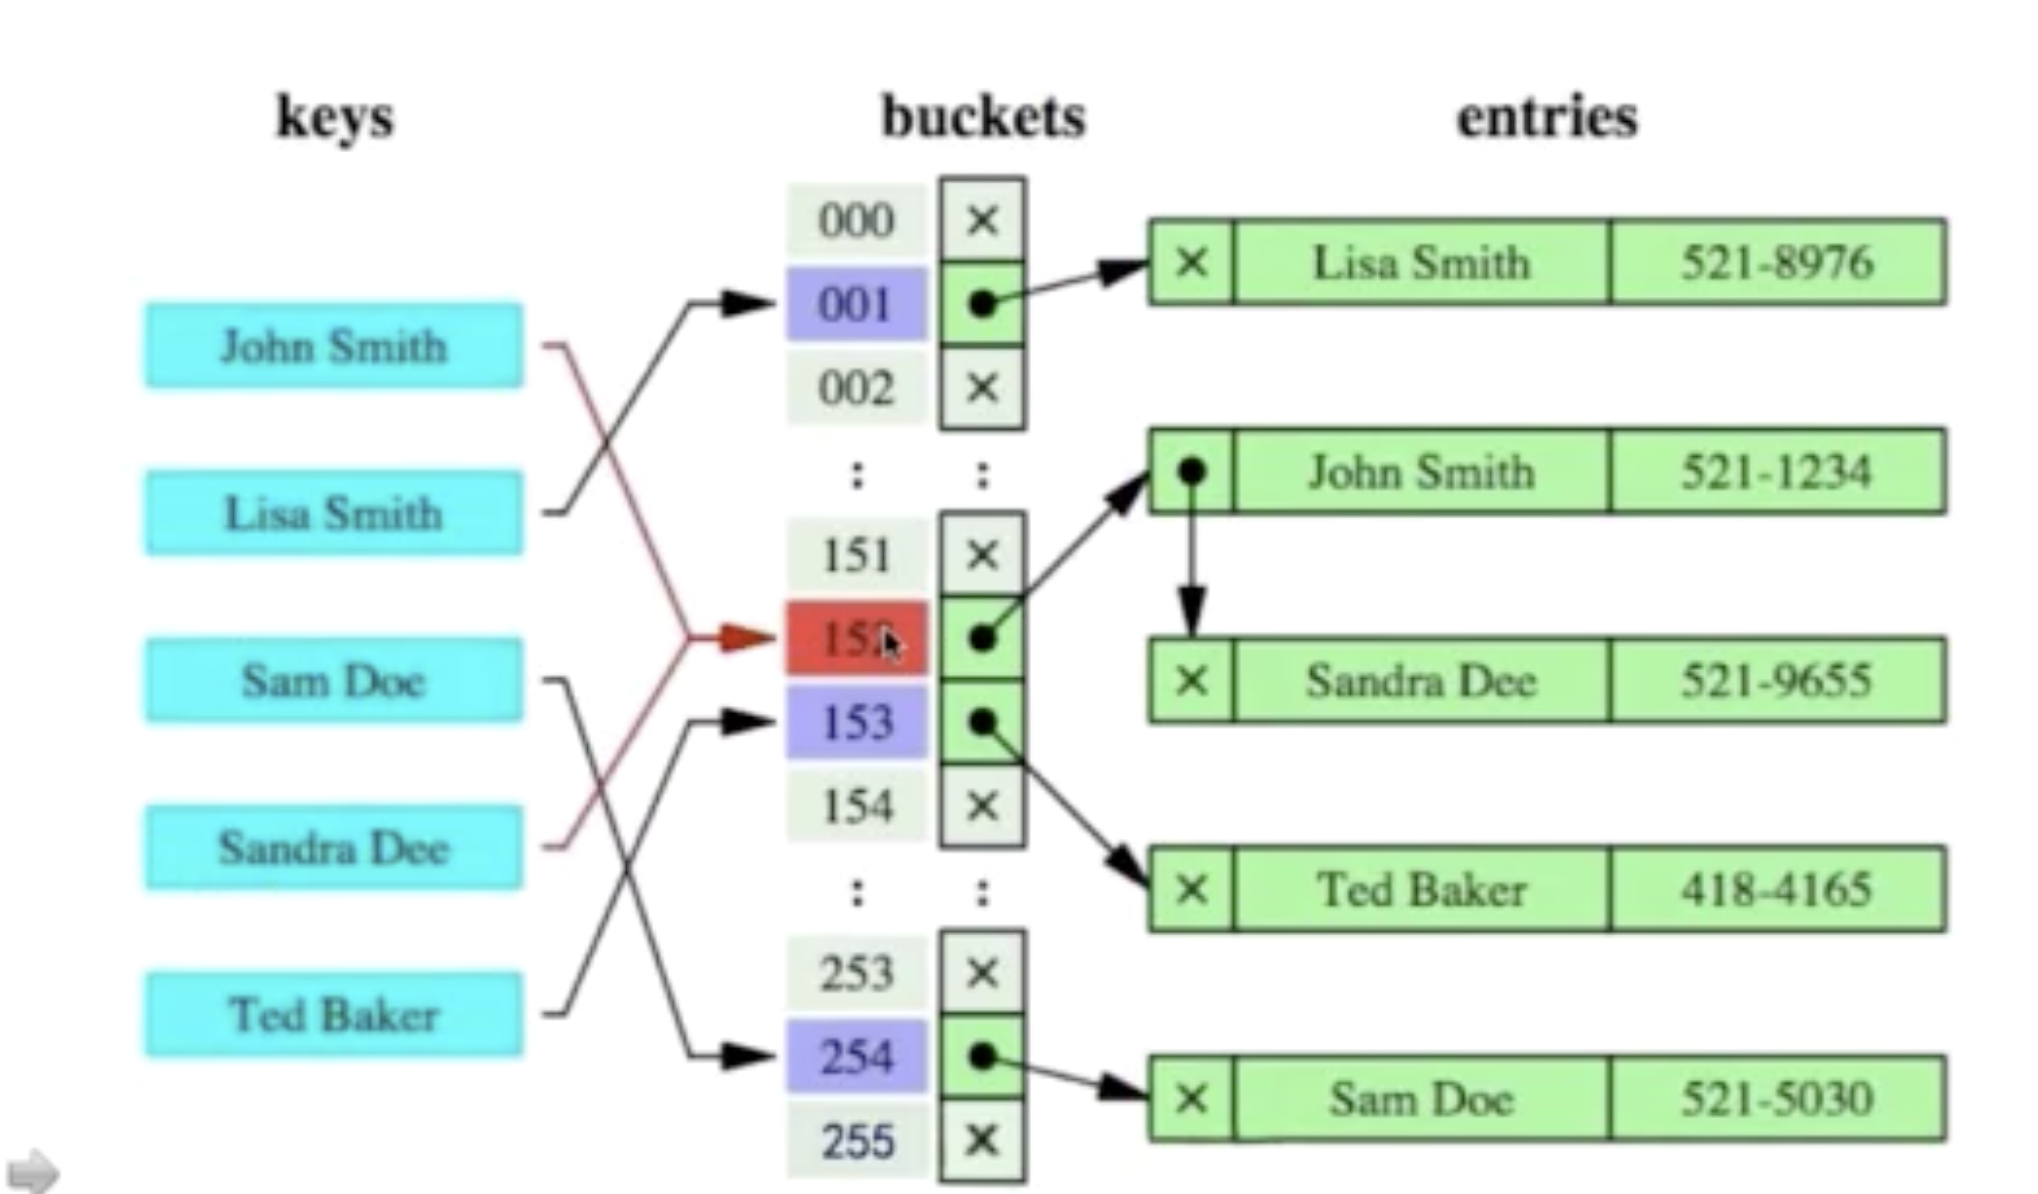 keys buckets entries
000 ×
Lisa Smith 521-8976 ×
001
John Smith
002 ×
: :
John Smith 521-1234
Lisa Smith
151 ×
152
Sam Doe
× Sandra Dee 521-9655
153
154 ×
Sandra Dee
: :
× Ted Baker 418-4165
253 ×
Ted Baker
254
× Sam Doe 521-5030
255 ×